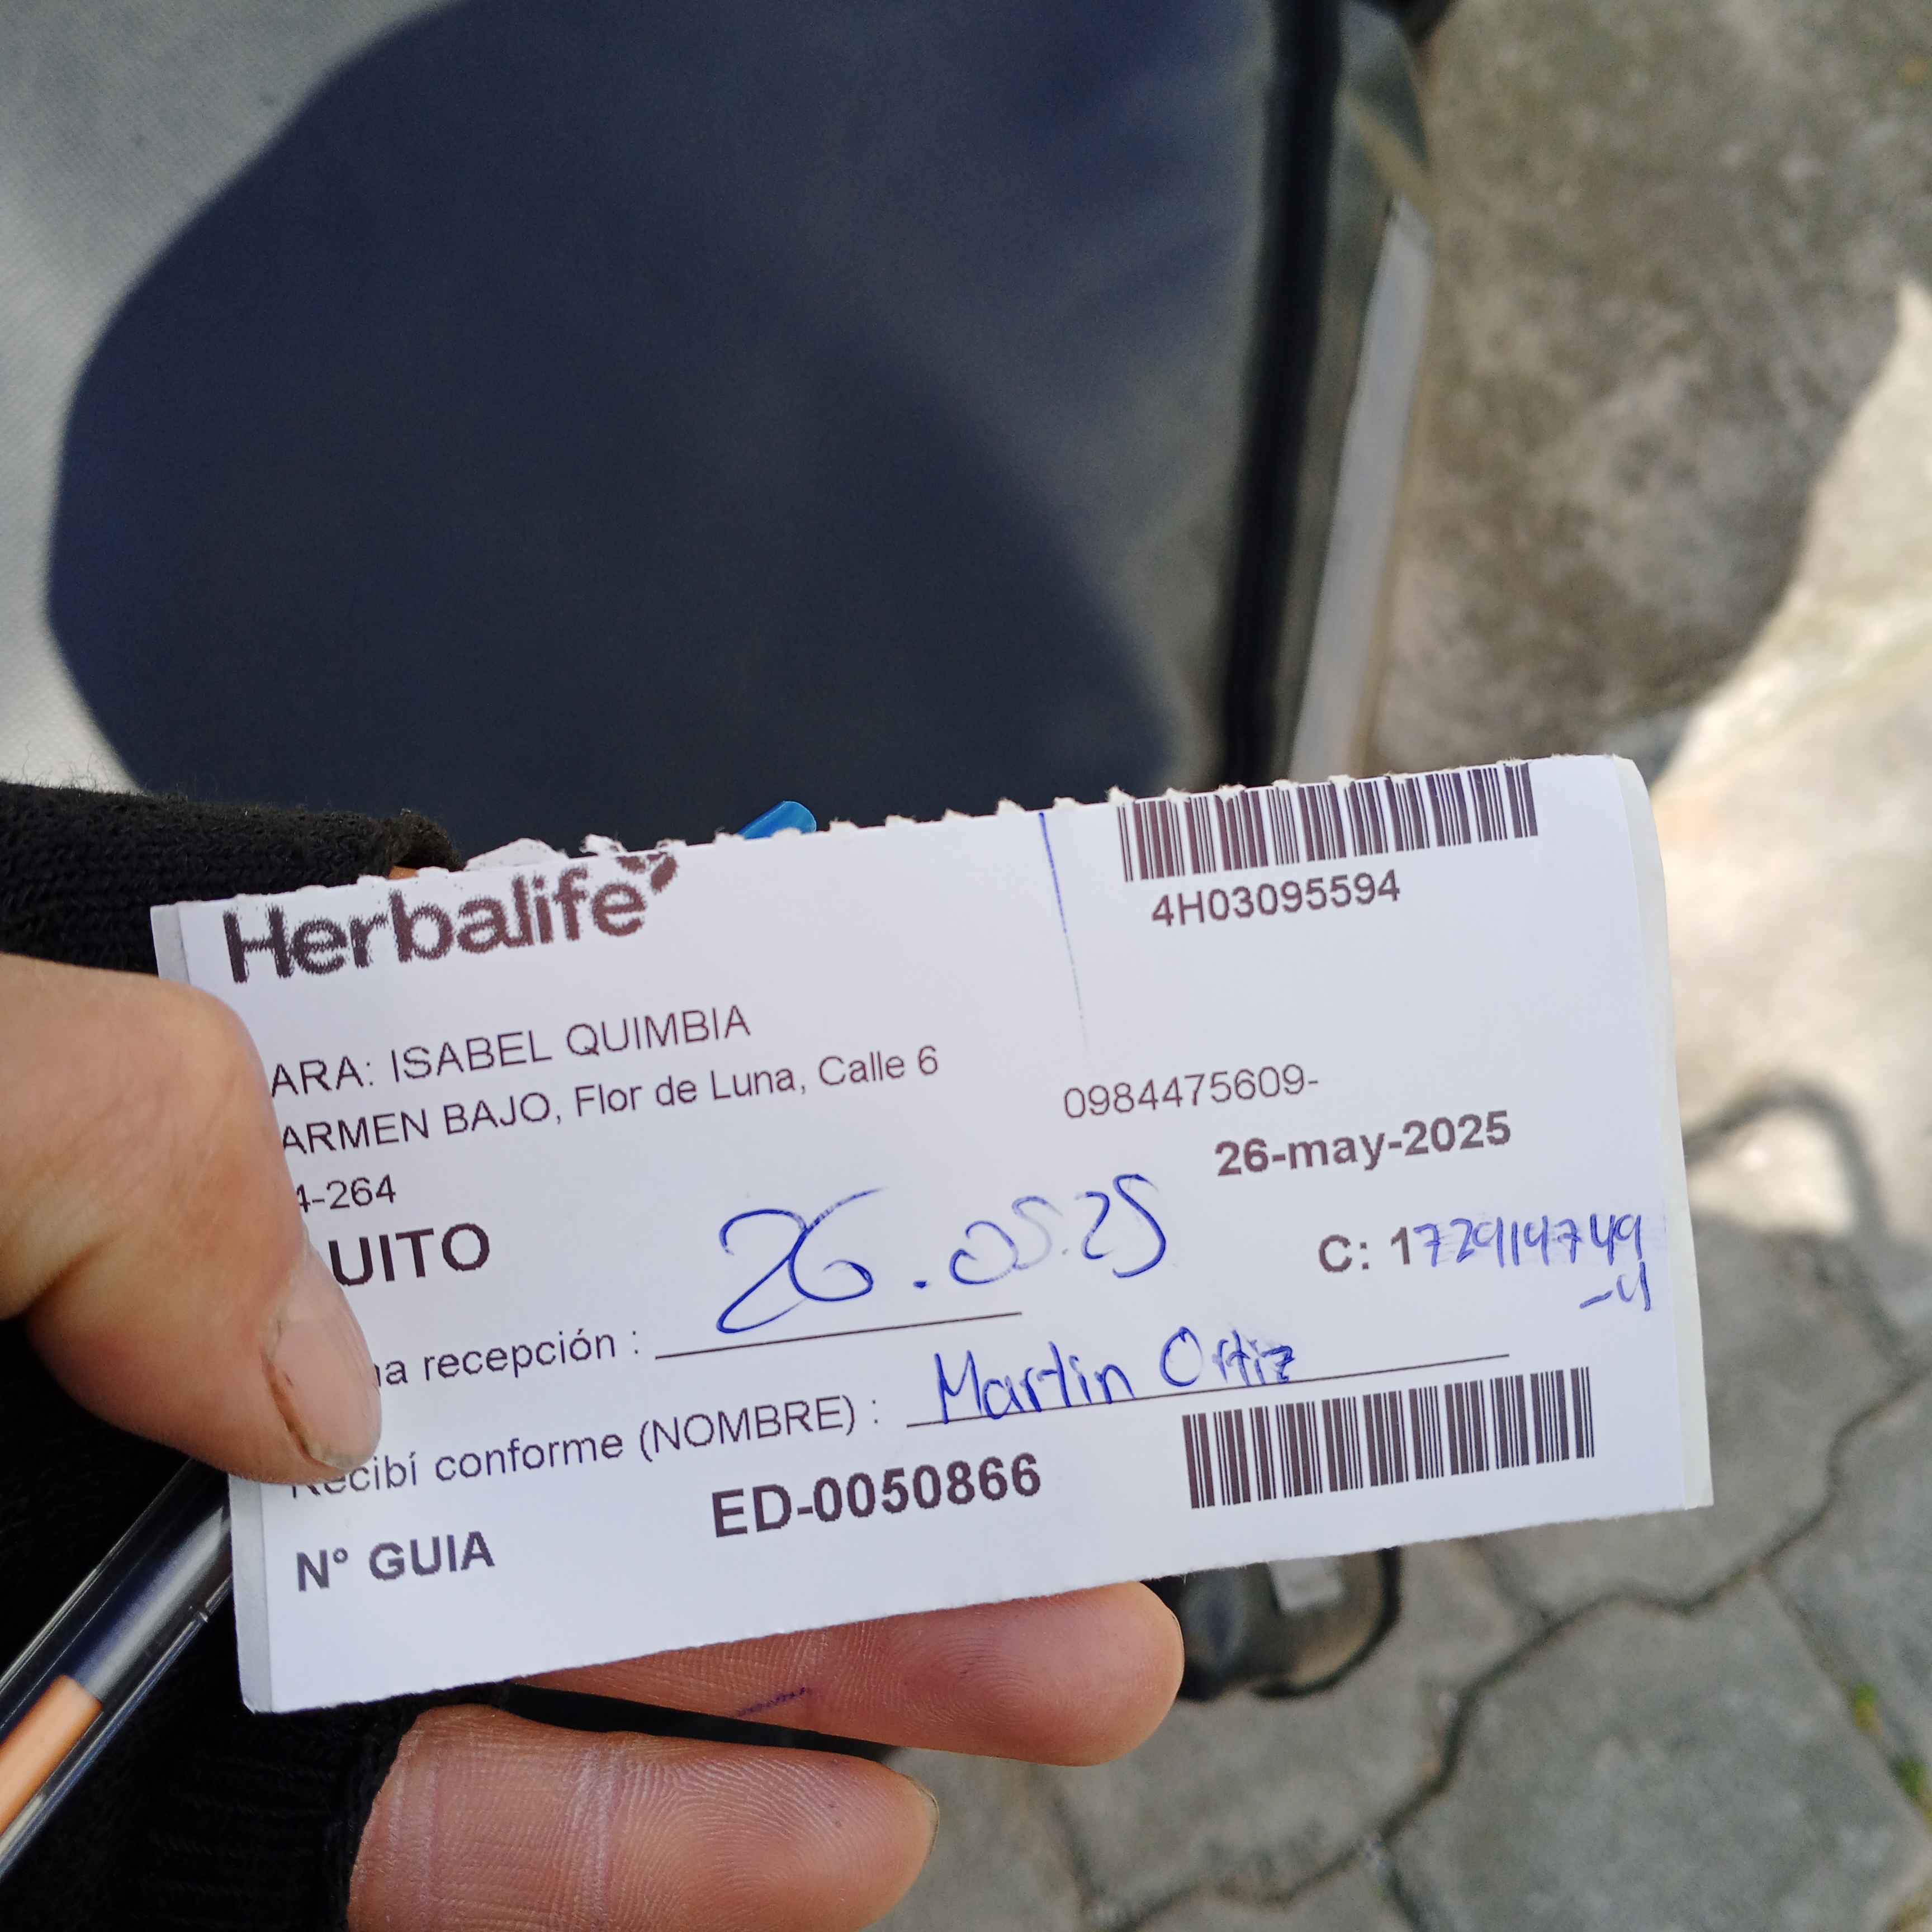 Herbalife
4H03095594
ARA: ISABEL QUIMBIA
ARMEN BAJO, Flor de Luna, Calle 6
0984475609-
4-264
26-may-2025
UITO
26.05.25
C: 1729114749
-4
a recepción :
Recibí conforme (NOMBRE) : Martin Ortiz
N° GUIA
ED-0050866